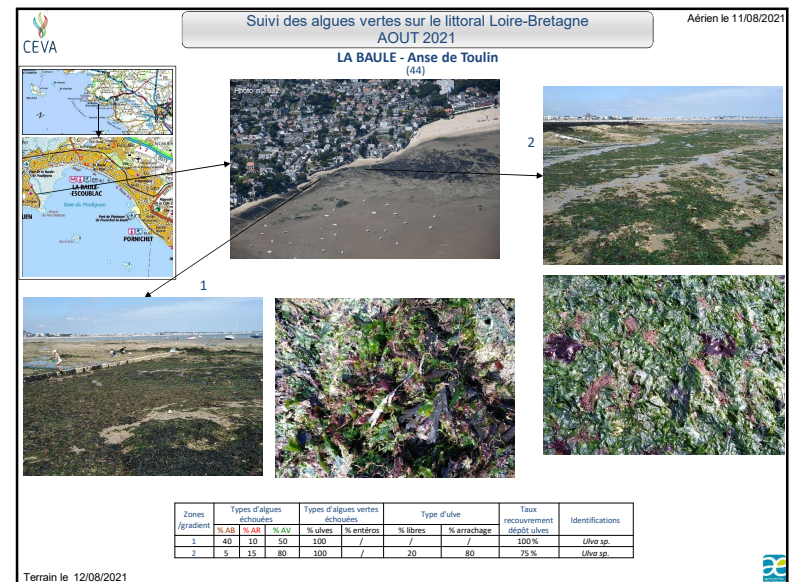 CEVA
Suivi des algues vertes sur le littoral Loire-Bretagne
AOUT 2021
Aérien le 11/08/2021
LA BAULE - Anse de Toulin
(44)
LA-BAULE-
ESCOUBLAC
Baie du Pouliguen
PORNICHET
2
1
Zones /gradient
Types d'algues échouées
Types d'algues vertes échouées
Type d'ulve
Taux recouvrement dépôt ulves
Identifications
% AB % AR % AV % ulves % entéros % libres % arrachage
1 40 10 50 100 / / / 100 % Ulva sp.
2 5 15 80 100 / 20 80 75 % Ulva sp.
Terrain le 12/08/2021